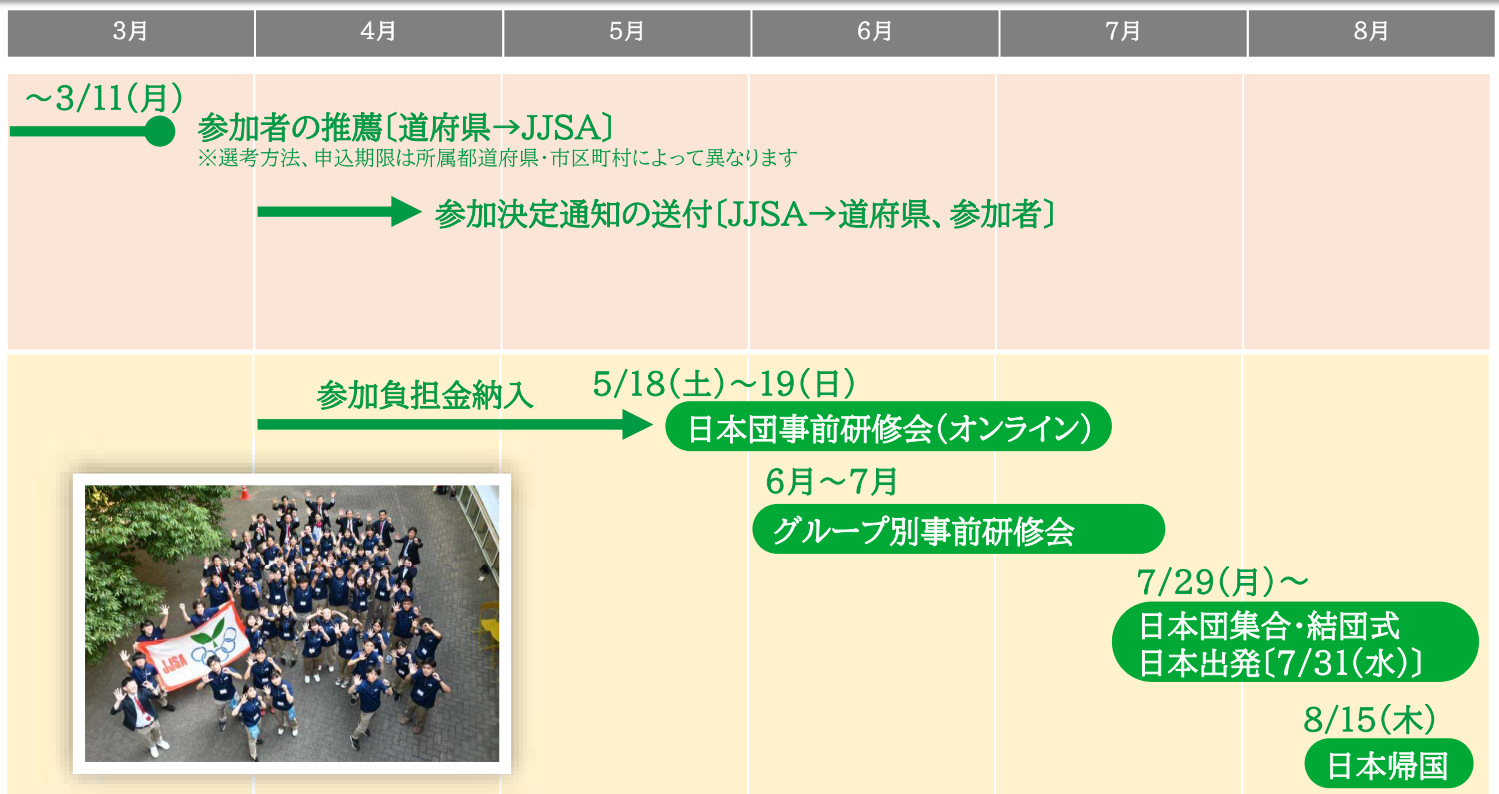 3月
4月
5月
6月
7月
8月
～3/11(月)
参加者の推薦〔道府県→JJSA〕
※選考方法、申込期限は所属都道府県・市区町村によって異なります
参加決定通知の送付〔JJSA→道府県、参加者〕
参加負担金納入
5/18(土)～19(日)
日本団事前研修会(オンライン)
6月～7月
グループ別事前研修会
7/29(月)～
日本団集合・結団式
日本出発〔7/31(水)〕
8/15(木)
日本帰国
JJSA